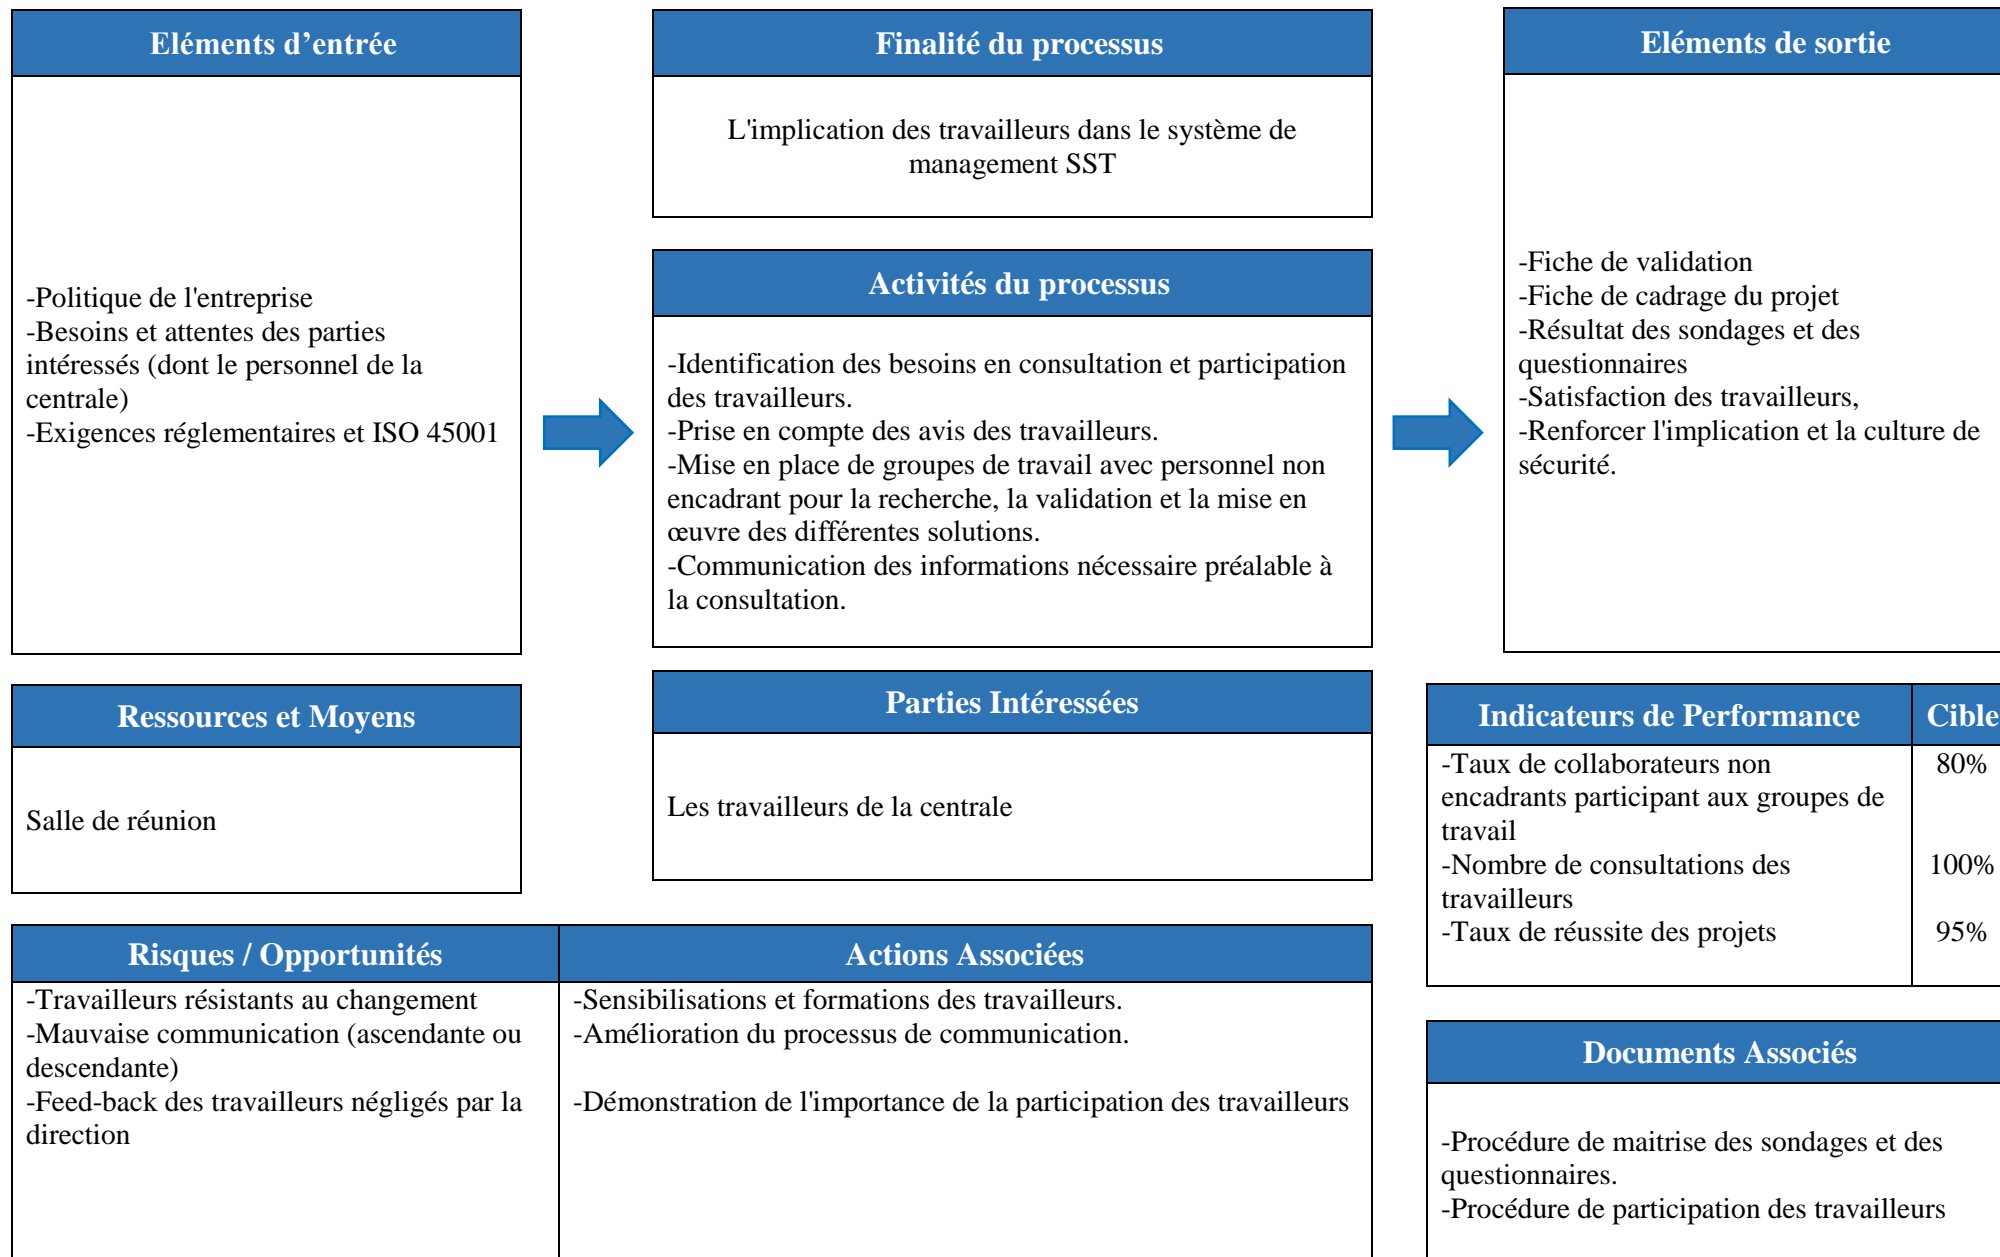 Eléments d’entrée
-Politique de l'entreprise
-Besoins et attentes des parties
intéressés (dont le personnel de la
centrale)
-Exigences réglementaires et ISO 45001
Finalité du processus
L'implication des travailleurs dans le système de
management SST
Activités du processus
-Identification des besoins en consultation et participation
des travailleurs.
-Prise en compte des avis des travailleurs.
-Mise en place de groupes de travail avec personnel non
encadrant pour la recherche, la validation et la mise en
œuvre des différentes solutions.
-Communication des informations nécessaire préalable à
la consultation.
Eléments de sortie
-Fiche de validation
-Fiche de cadrage du projet
-Résultat des sondages et des
questionnaires
-Satisfaction des travailleurs,
-Renforcer l'implication et la culture de
sécurité.
Ressources et Moyens
Salle de réunion
Parties Intéressées
Les travailleurs de la centrale
Indicateurs de Performance Cible
-Taux de collaborateurs non 80%
encadrants participant aux groupes de
travail
-Nombre de consultations des 100%
travailleurs
-Taux de réussite des projets 95%
Risques / Opportunités
-Travailleurs résistants au changement
-Mauvaise communication (ascendante ou
descendante)
-Feed-back des travailleurs négligés par la
direction
Actions Associées
-Sensibilisations et formations des travailleurs.
-Amélioration du processus de communication.
-Démonstration de l'importance de la participation des travailleurs
Documents Associés
-Procédure de maitrise des sondages et des
questionnaires.
-Procédure de participation des travailleurs